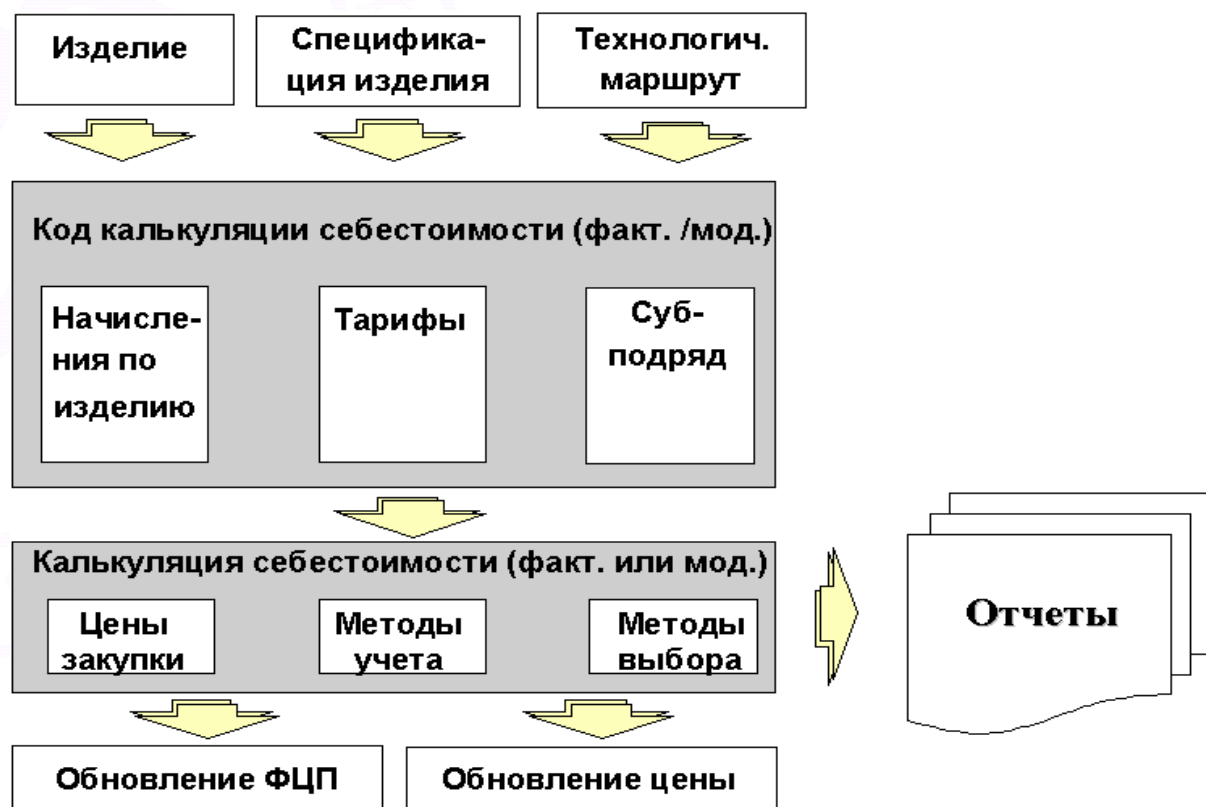 Изделие
Специфика-
ция изделия
Технологич.
маршрут
Код калькуляции себестоимости (факт. /мод.)
Начисле-
ния по
изделию
Тарифы
Суб-
подряд
Калькуляция себестоимости (факт. или мод.)
Цены
закупки
Методы
учета
Методы
выбора
Отчеты
Обновление ФЦП
Обновление цены